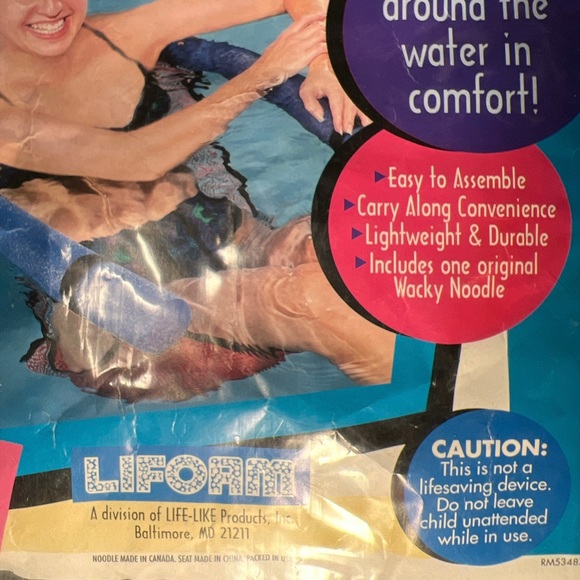 around the
water in
comfort!
Easy to Assemble
Carry Along Convenience
Lightweight & Durable
Includes one original
Wacky Noodle
LIFOAM
A division of LIFE-LIKE Products, Inc.
Baltimore, MD 21211
NOODLE MADE IN CANADA. SEAT MADE IN CHINA. PACKED IN
CAUTION:
This is not a
lifesaving device.
Do not leave
child unattended
while in use.
RM5348